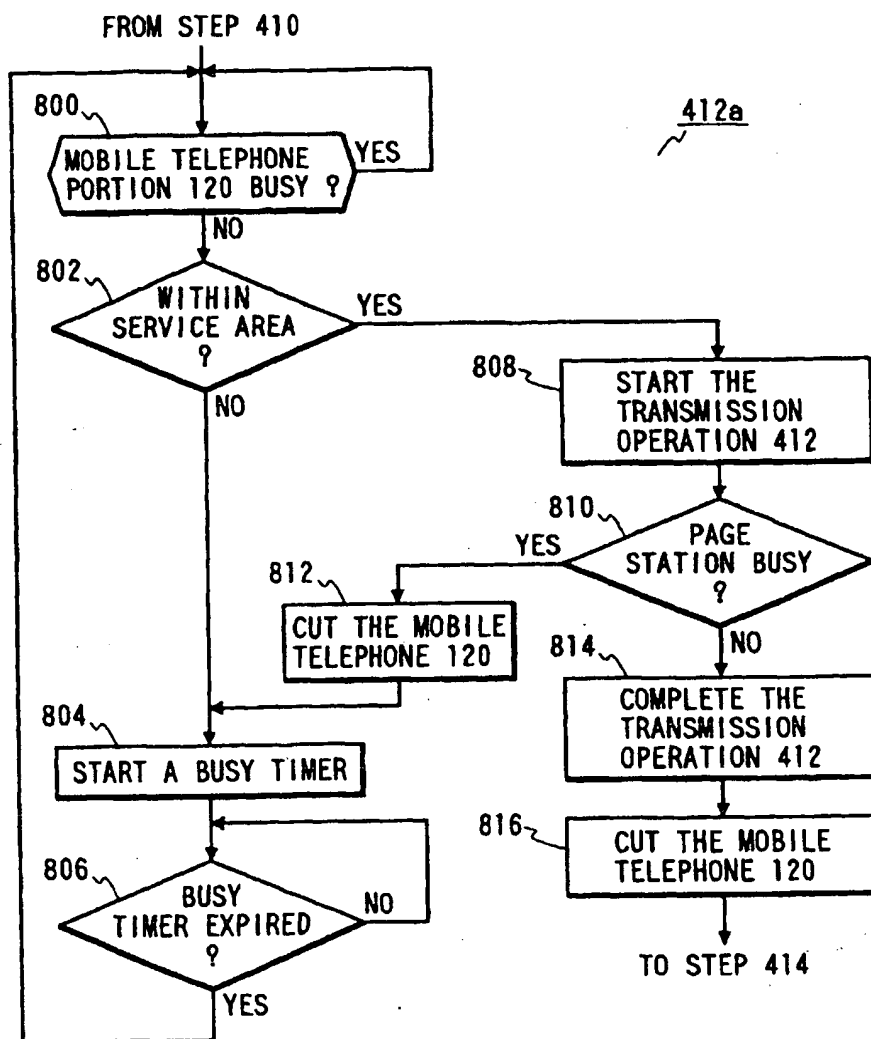 FROM STEP 410
412a
800
MOBILE TELEPHONE
PORTION 120 BUSY ?
YES
NO
802
WITHIN
SERVICE AREA
?
YES
NO
808
START THE
TRANSMISSION
OPERATION 412
810
PAGE
STATION BUSY
?
YES
NO
812
CUT THE MOBILE
TELEPHONE 120
814
COMPLETE THE
TRANSMISSION
OPERATION 412
804
START A BUSY TIMER
816
CUT THE MOBILE
TELEPHONE 120
806
BUSY
TIMER EXPIRED
?
NO
YES
TO STEP 414